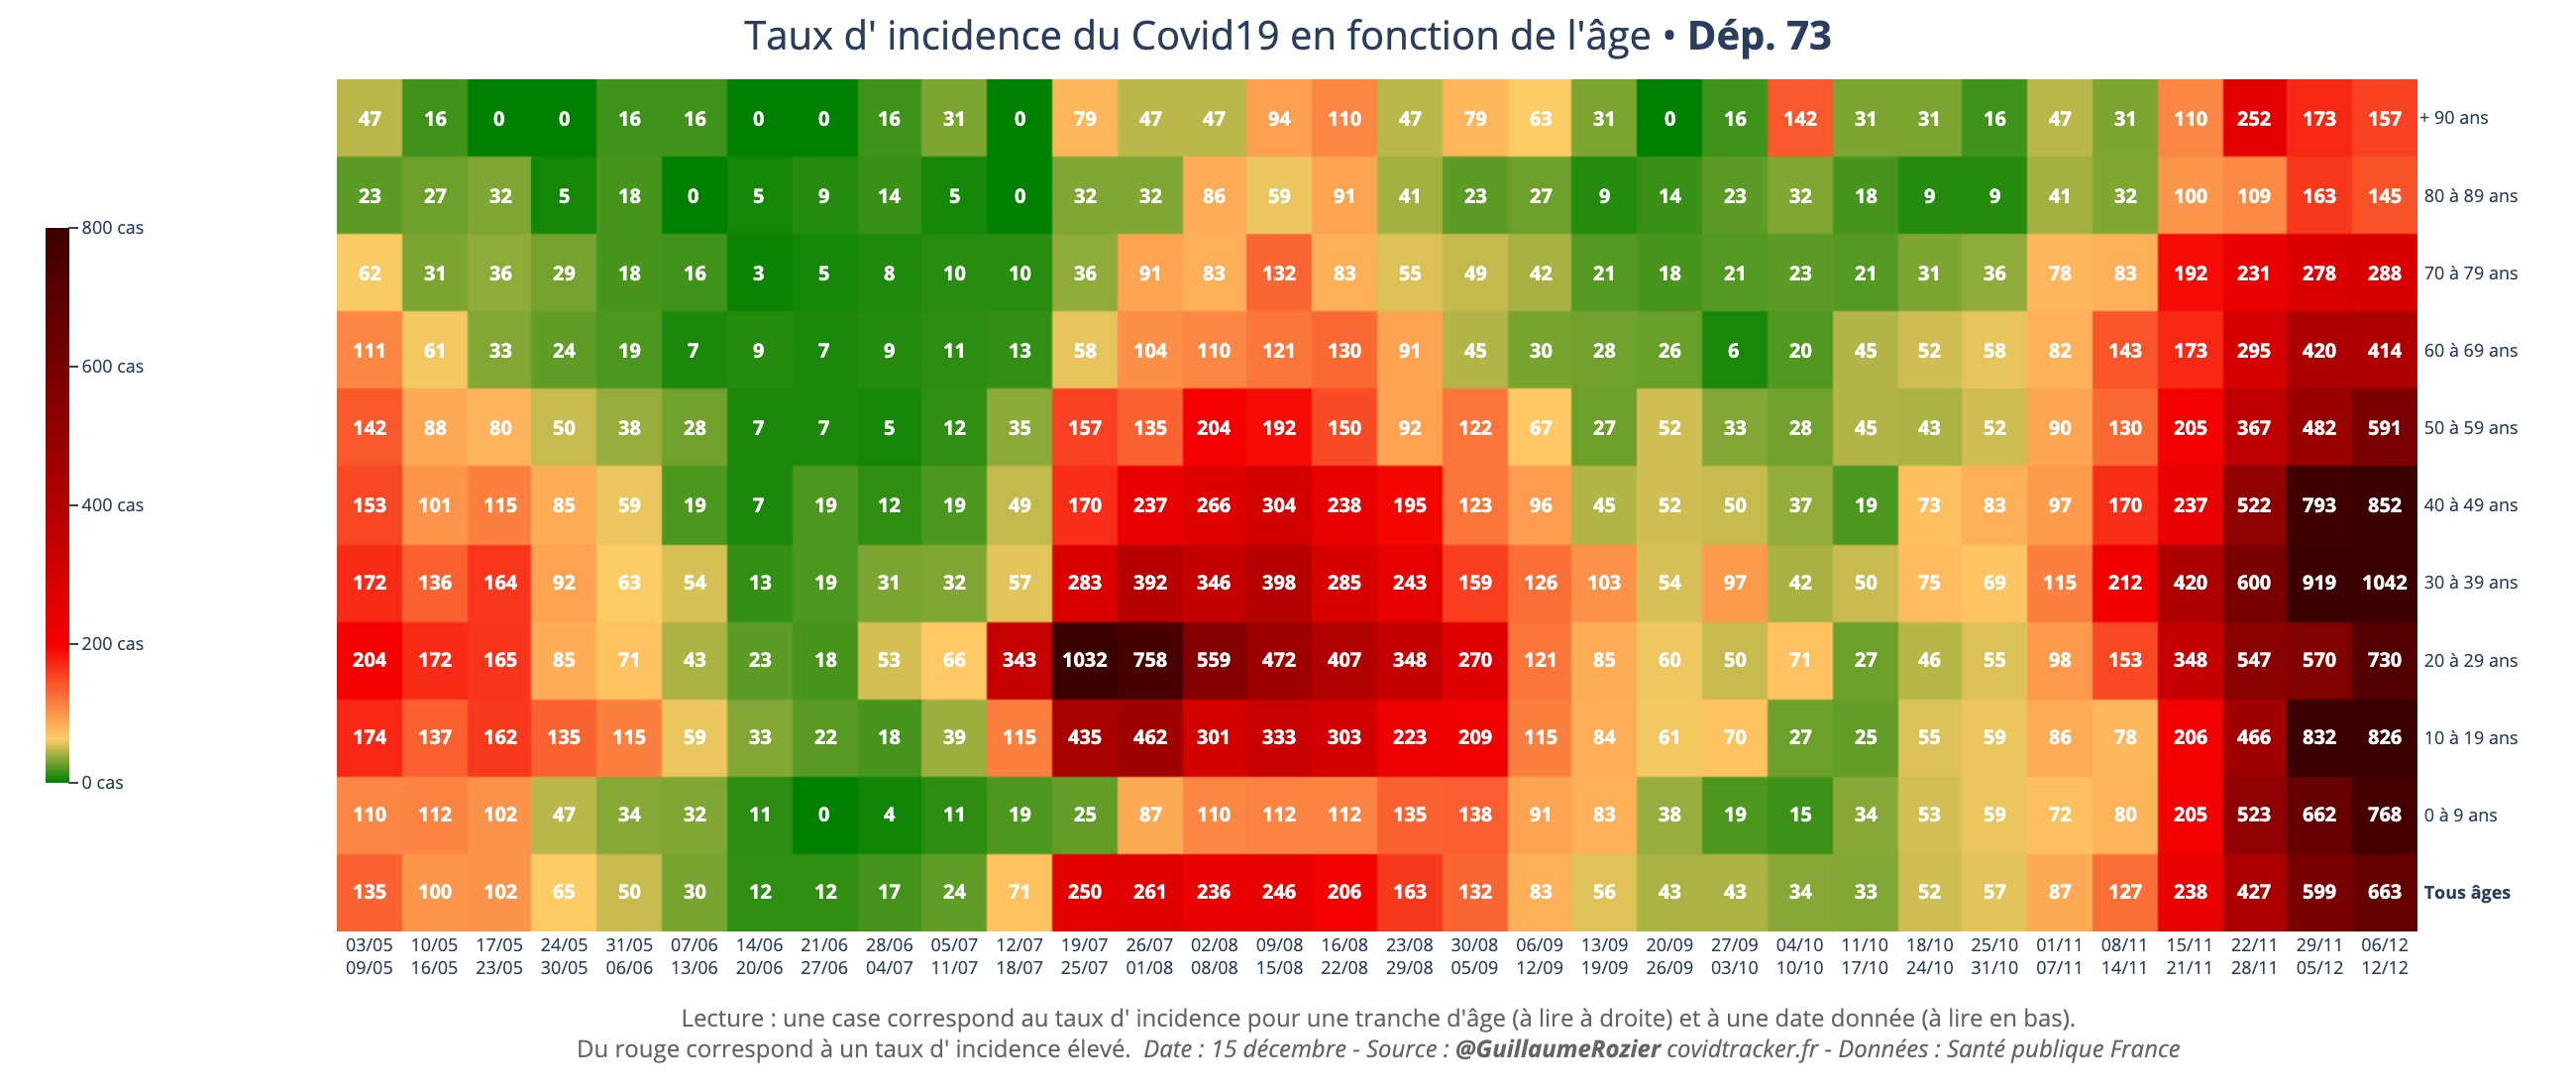 Taux d' incidence du Covid19 en fonction de l'âge • Dép. 73
47 16 0 0 16 16 0 0 16 31 0 79 47 47 94 110 47 79 63 31 0 16 142 31 31 16 47 31 110 252 173 157 + 90 ans
23 27 32 5 18 0 5 9 14 5 0 32 32 86 59 91 41 23 27 9 14 23 32 18 9 9 41 32 100 109 163 145 80 à 89 ans
800 cas
62 31 36 29 18 16 3 5 8 10 10 36 91 83 132 83 55 49 42 21 18 21 23 21 31 36 78 83 192 231 278 288 70 à 79 ans
111 61 33 24 19 7 9 7 9 11 13 58 104 110 121 130 91 45 30 28 26 6 20 45 52 58 82 143 173 295 420 414 60 à 69 ans
600 cas
142 88 80 50 38 28 7 7 5 12 35 157 135 204 192 150 92 122 67 27 52 33 28 45 43 52 90 130 205 367 482 591 50 à 59 ans
400 cas
153 101 115 85 59 19 7 19 12 19 49 170 237 266 304 238 195 123 96 45 52 50 37 19 73 83 97 170 237 522 793 852 40 à 49 ans
172 136 164 92 63 54 13 19 31 32 57 283 392 346 398 285 243 159 126 103 54 97 42 50 75 69 115 212 420 600 919 1042 30 à 39 ans
200 cas
204 172 165 85 71 43 23 18 53 66 343 1032 758 559 472 407 348 270 121 85 60 50 71 27 46 55 98 153 348 547 570 730 20 à 29 ans
174 137 162 135 115 59 33 22 18 39 115 435 462 301 333 303 223 209 115 84 61 70 27 25 55 59 86 78 206 466 832 826 10 à 19 ans
0 cas
110 112 102 47 34 32 11 0 4 11 19 25 87 110 112 112 135 138 91 83 38 19 15 34 53 59 72 80 205 523 662 768 0 à 9 ans
135 100 102 65 50 30 12 12 17 24 71 250 261 236 246 206 163 132 83 56 43 43 34 33 52 57 87 127 238 427 599 663 Tous âges
03/05 10/05 17/05 24/05 31/05 07/06 14/06 21/06 28/06 05/07 12/07 19/07 26/07 02/08 09/08 16/08 23/08 30/08 06/09 13/09 20/09 27/09 04/10 11/10 18/10 25/10 01/11 08/11 15/11 22/11 29/11 06/12
09/05 16/05 23/05 30/05 06/06 13/06 20/06 27/06 04/07 11/07 18/07 25/07 01/08 08/08 15/08 22/08 29/08 05/09 12/09 19/09 26/09 03/10 10/10 17/10 24/10 31/10 07/11 14/11 21/11 28/11 05/12 12/12
Lecture : une case correspond au taux d' incidence pour une tranche d'âge (à lire à droite) et à une date donnée (à lire en bas).
Du rouge correspond à un taux d' incidence élevé. Date : 15 décembre - Source : @GuillaumeRozier covidtracker.fr - Données : Santé publique France